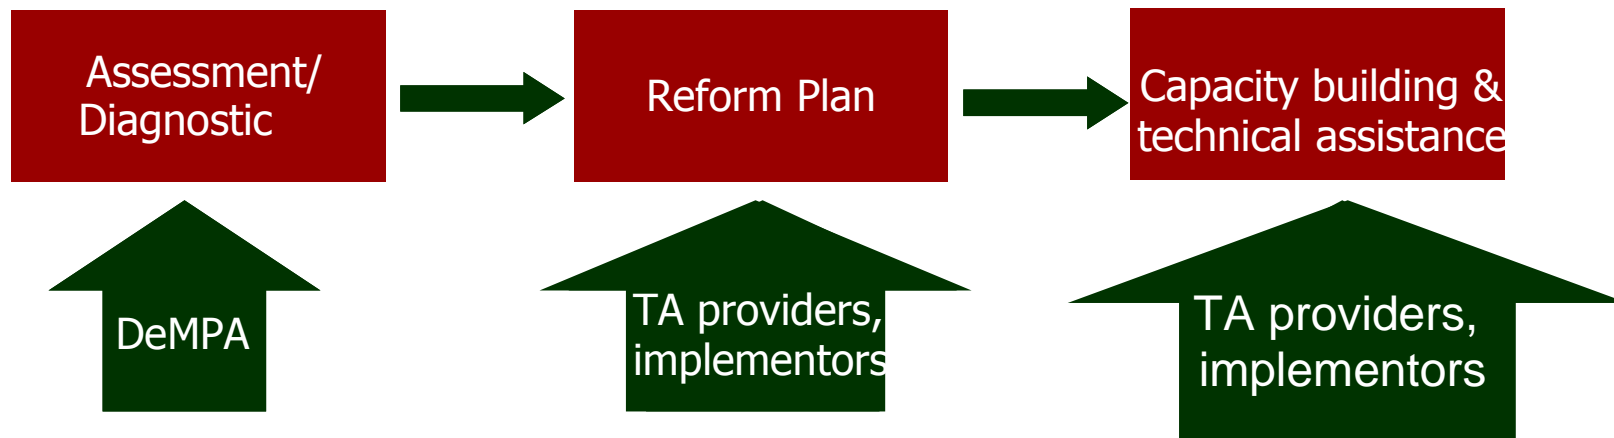 Assessment/
Diagnostic
Reform Plan
Capacity building &
technical assistance
DeMPA
TA providers,
implementors
TA providers,
implementors